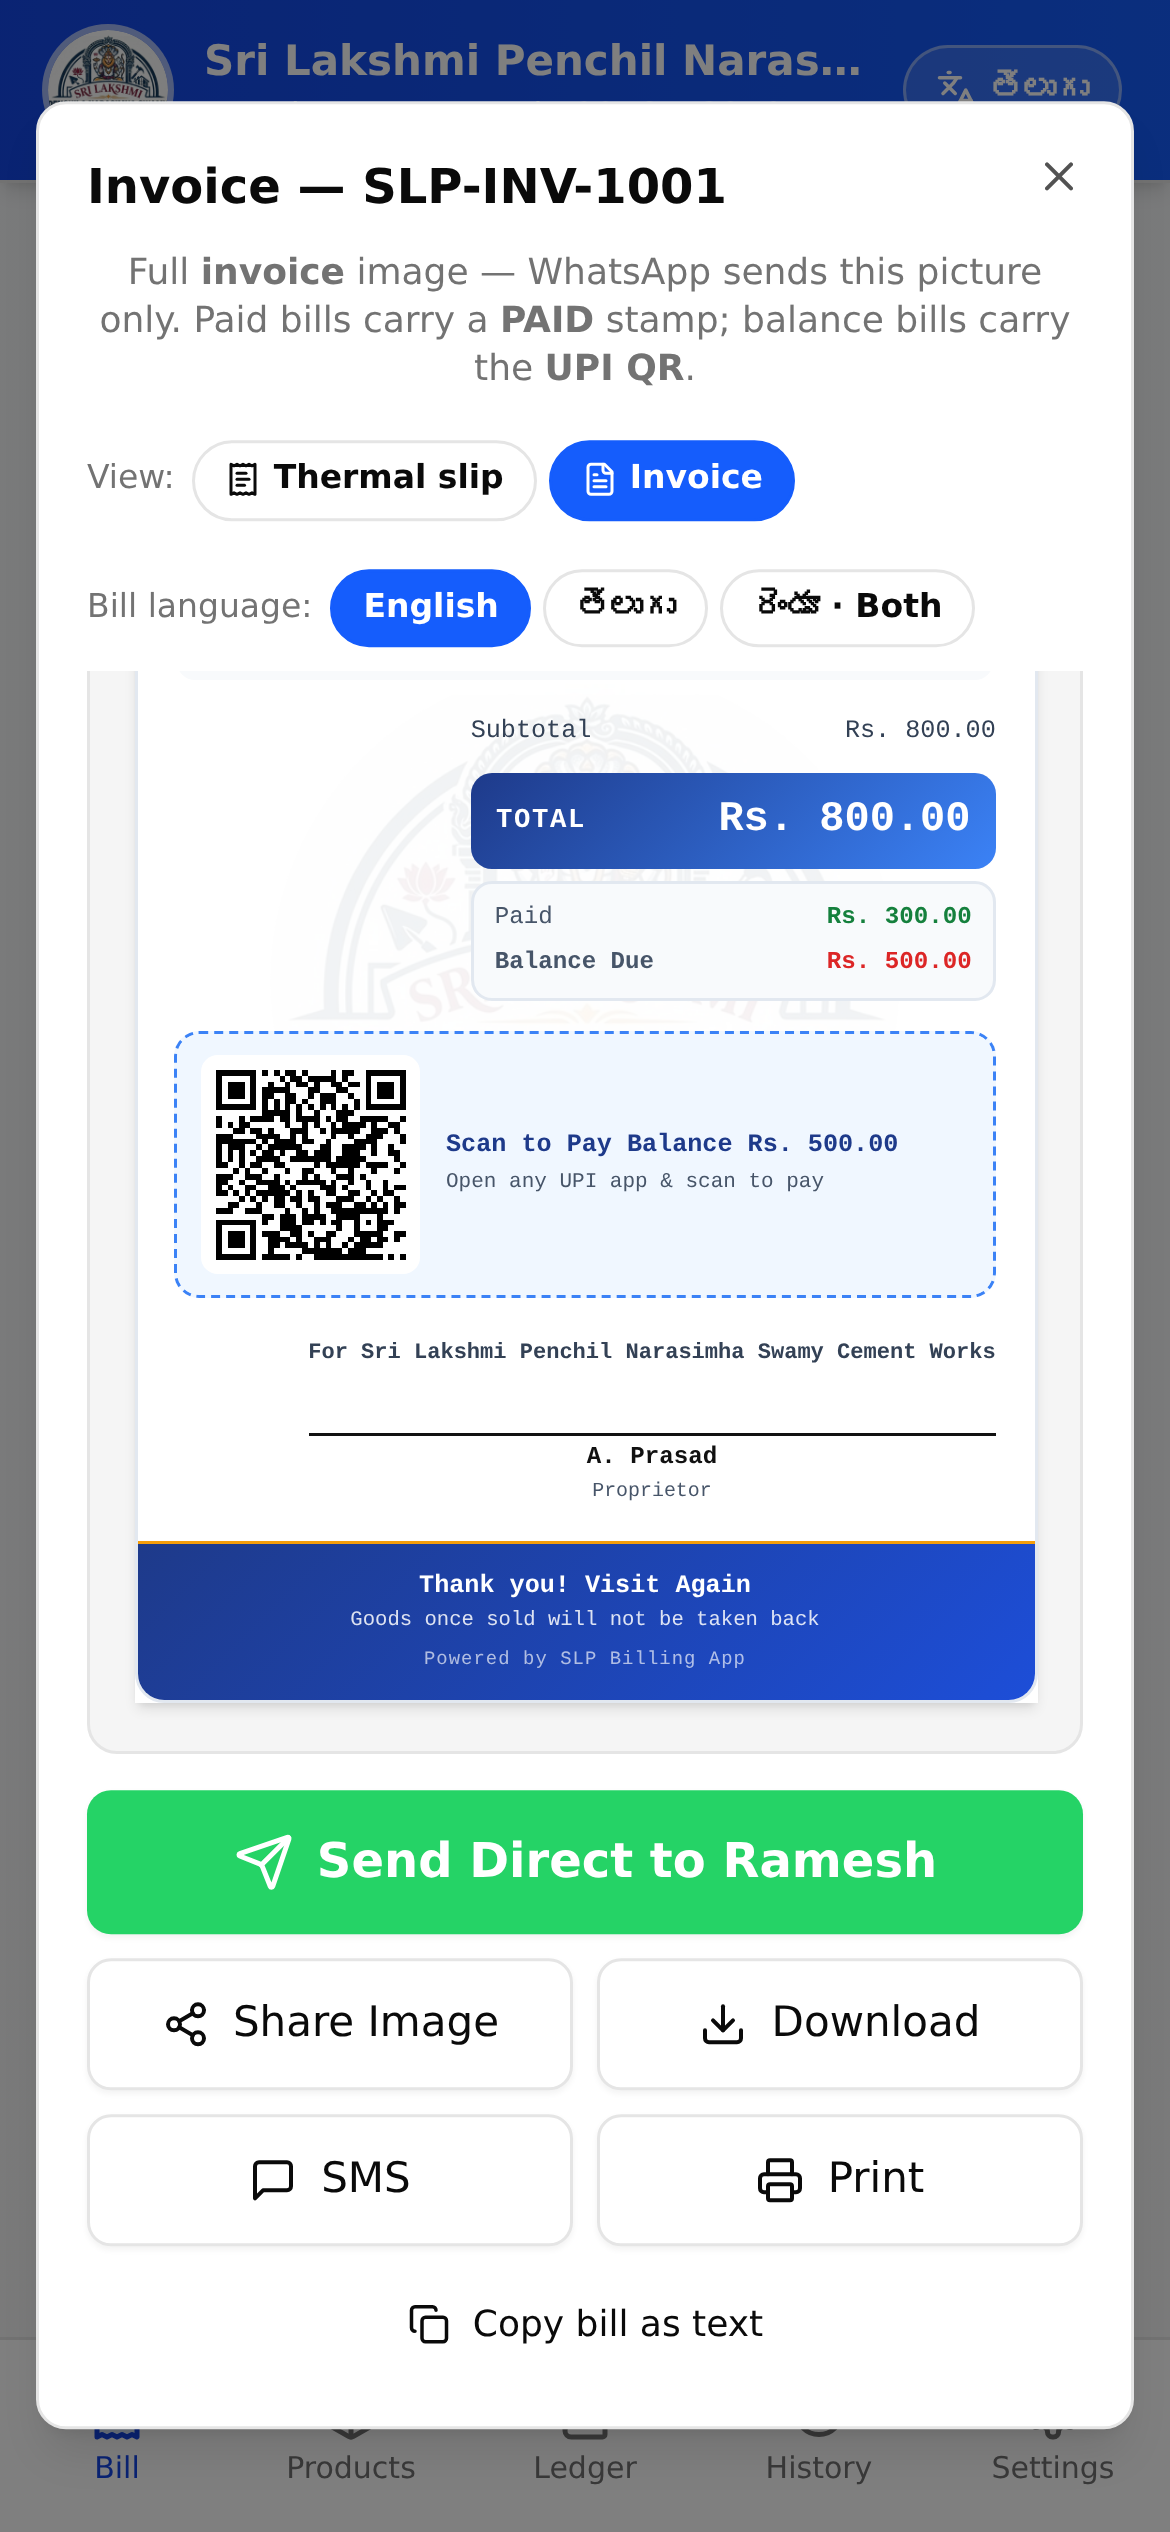 Sri Lakshmi Penchil Naras...
తెలుగు
SRI LAKSHMI
Invoice — SLP-INV-1001
Full invoice image — WhatsApp sends this picture
only. Paid bills carry a PAID stamp; balance bills carry
the UPI QR.
View:
Thermal slip
Invoice
Bill language:
English
తెలుగు
రెండూ · Both
Subtotal
Rs. 800.00
TOTAL
Rs. 800.00
Paid
Rs. 300.00
Balance Due
Rs. 500.00
Scan to Pay Balance Rs. 500.00
Open any UPI app & scan to pay
For Sri Lakshmi Penchil Narasimha Swamy Cement Works
A. Prasad
Proprietor
Thank you! Visit Again
Goods once sold will not be taken back
Powered by SLP Billing App
Send Direct to Ramesh
Share Image
Download
SMS
Print
Copy bill as text
Bill
Products
Ledger
History
Settings